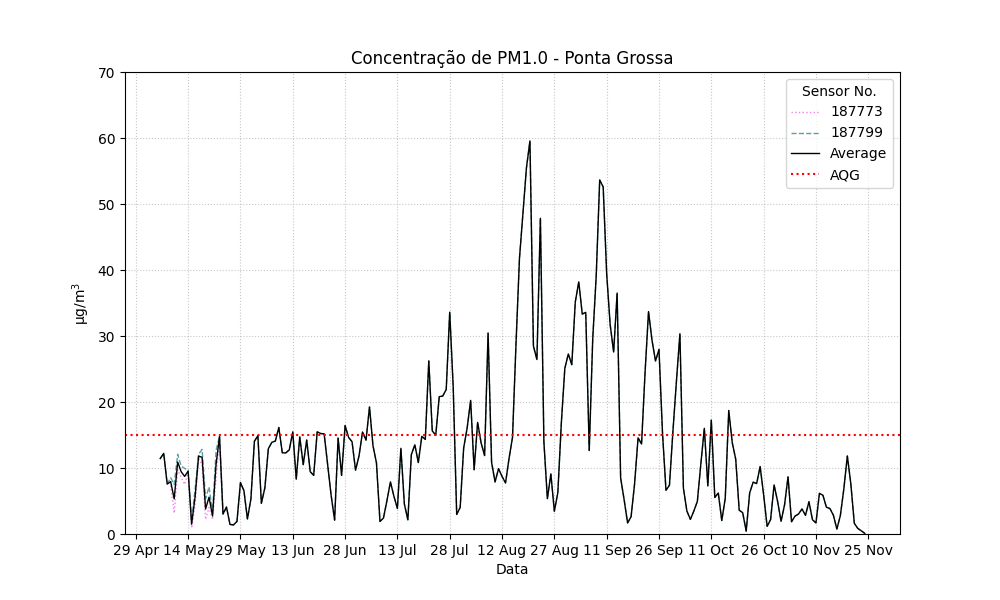 Concentração de PM1.0 - Ponta Grossa
70
60
50
40
30
20
10
0
µg/m³
Sensor No.
187773
187799
Average
AQG
29 Apr 14 May 29 May 13 Jun 28 Jun 13 Jul 28 Jul 12 Aug 27 Aug 11 Sep 26 Sep 11 Oct 26 Oct 10 Nov 25 Nov
Data